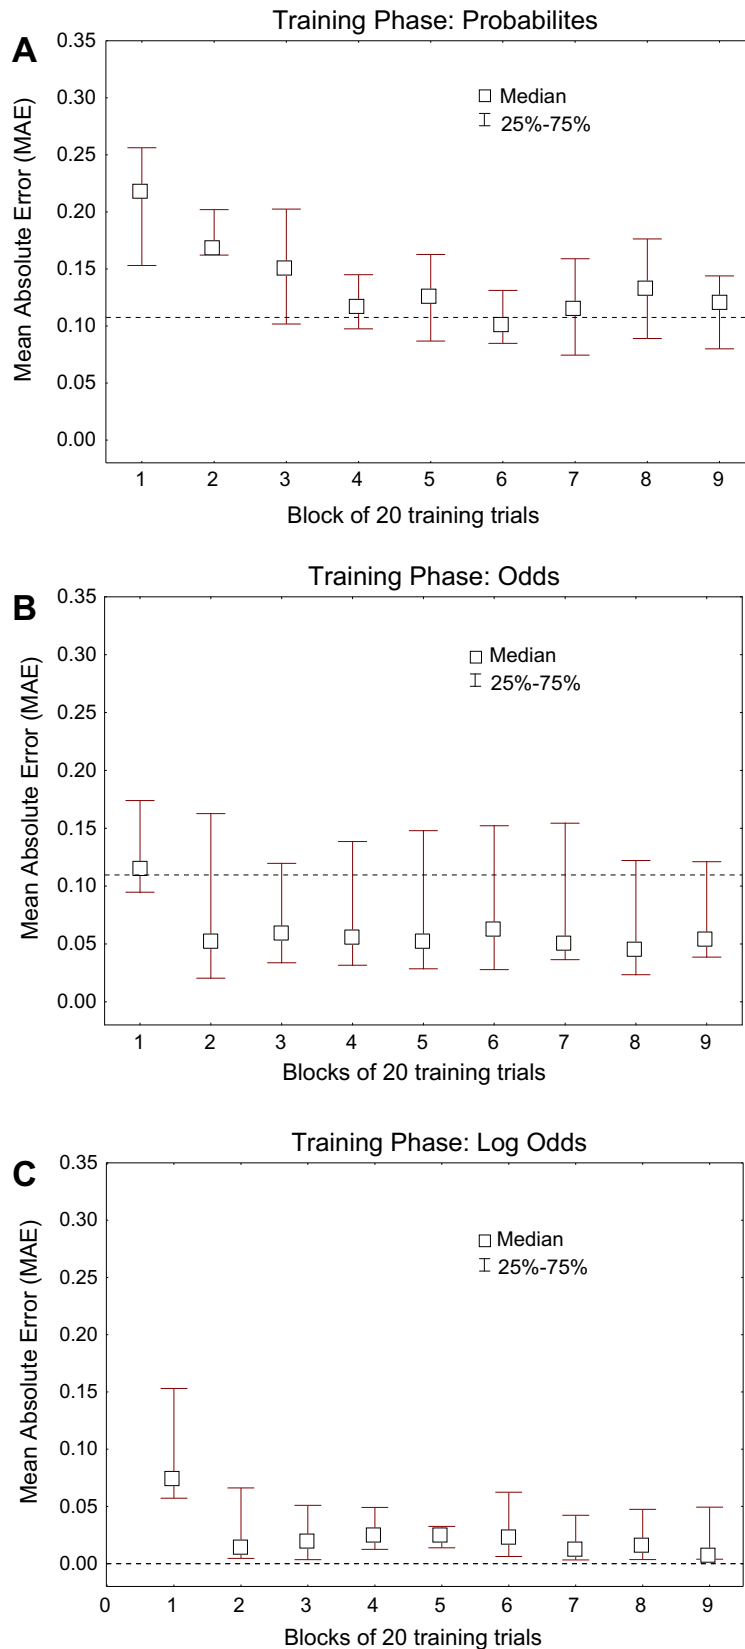 Training Phase: Probabilites
A
0.35
0.30
0.25
0.20
0.15
0.10
0.05
0.00
Mean Absolute Error (MAE)
Median
25%-75%
1 2 3 4 5 6 7 8 9
Block of 20 training trials
Training Phase: Odds
B
0.35
0.30
0.25
0.20
0.15
0.10
0.05
0.00
Mean Absolute Error (MAE)
Median
25%-75%
1 2 3 4 5 6 7 8 9
Blocks of 20 training trials
Training Phase: Log Odds
C
0.35
0.30
0.25
0.20
0.15
0.10
0.05
0.00
Mean Absolute Error (MAE)
Median
25%-75%
0 1 2 3 4 5 6 7 8 9
Blocks of 20 training trials